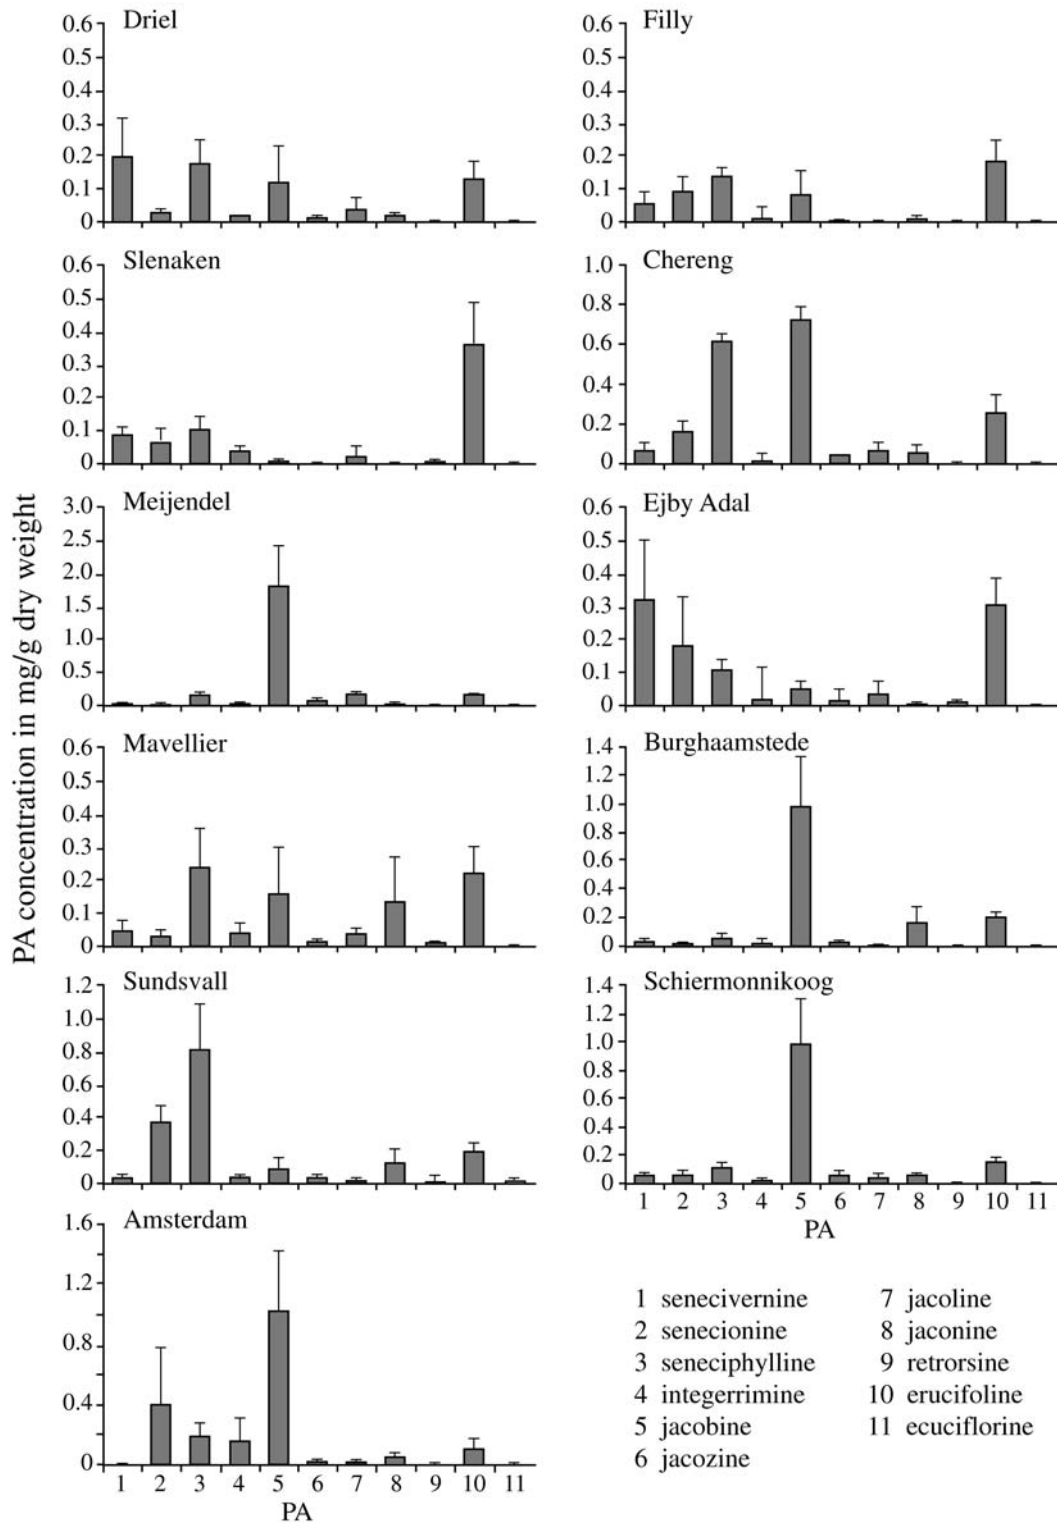 PA concentration in mg/g dry weight
Driel
0.6
0.5
0.4
0.3
0.2
0.1
0
Filly
0.6
0.5
0.4
0.3
0.2
0.1
0
Slenaken
0.6
0.5
0.4
0.3
0.2
0.1
0
Chereng
1.0
0.8
0.6
0.4
0.2
0
Meijendel
3.0
2.5
2.0
1.5
1.0
0.5
0
Ejby Adal
0.6
0.5
0.4
0.3
0.2
0.1
0
Mavellier
0.6
0.5
0.4
0.3
0.2
0.1
0
Burghaamstede
1.4
1.2
1.0
0.8
0.6
0.4
0.2
0
Sundsvall
1.2
1.0
0.8
0.6
0.4
0.2
0
Schiermonnikoog
1.4
1.2
1.0
0.8
0.6
0.4
0.2
0
1 2 3 4 5 6 7 8 9 10 11
PA
Amsterdam
1.6
1.2
0.8
0.4
0
1 2 3 4 5 6 7 8 9 10 11
PA
1 senecivernine
2 senecionine
3 seneciphylline
4 integerrimine
5 jacobine
6 jacozine
7 jacoline
8 jaconine
9 retrorsine
10 erucifoline
11 ecuciflorine